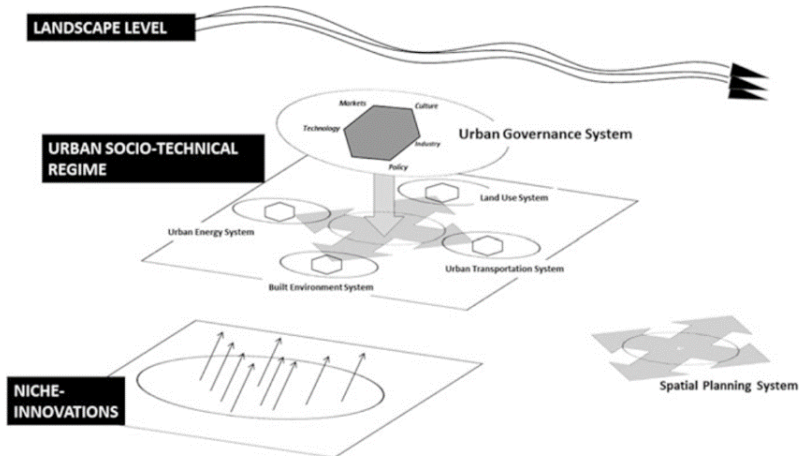 LANDSCAPE LEVEL
Markets
Culture
Technology
Industry
Policy
Urban Governance System
URBAN SOCIO-TECHNICAL
REGIME
Land Use System
Urban Energy System
Urban Transportation System
Built Environment System
NICHE-
INNOVATIONS
Spatial Planning System